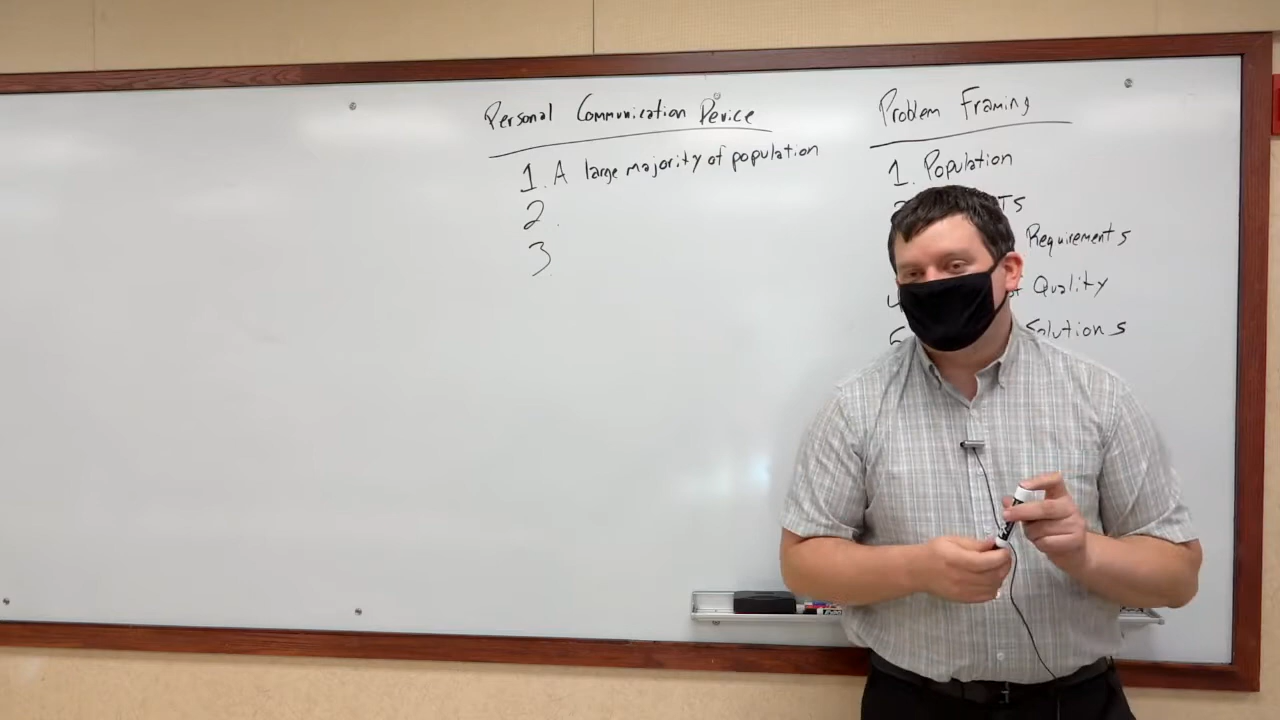 Personal Communication Device
1. A large majority of population
2.
3.
Problem Framing
1. Population
Requirements
Quality
Solutions